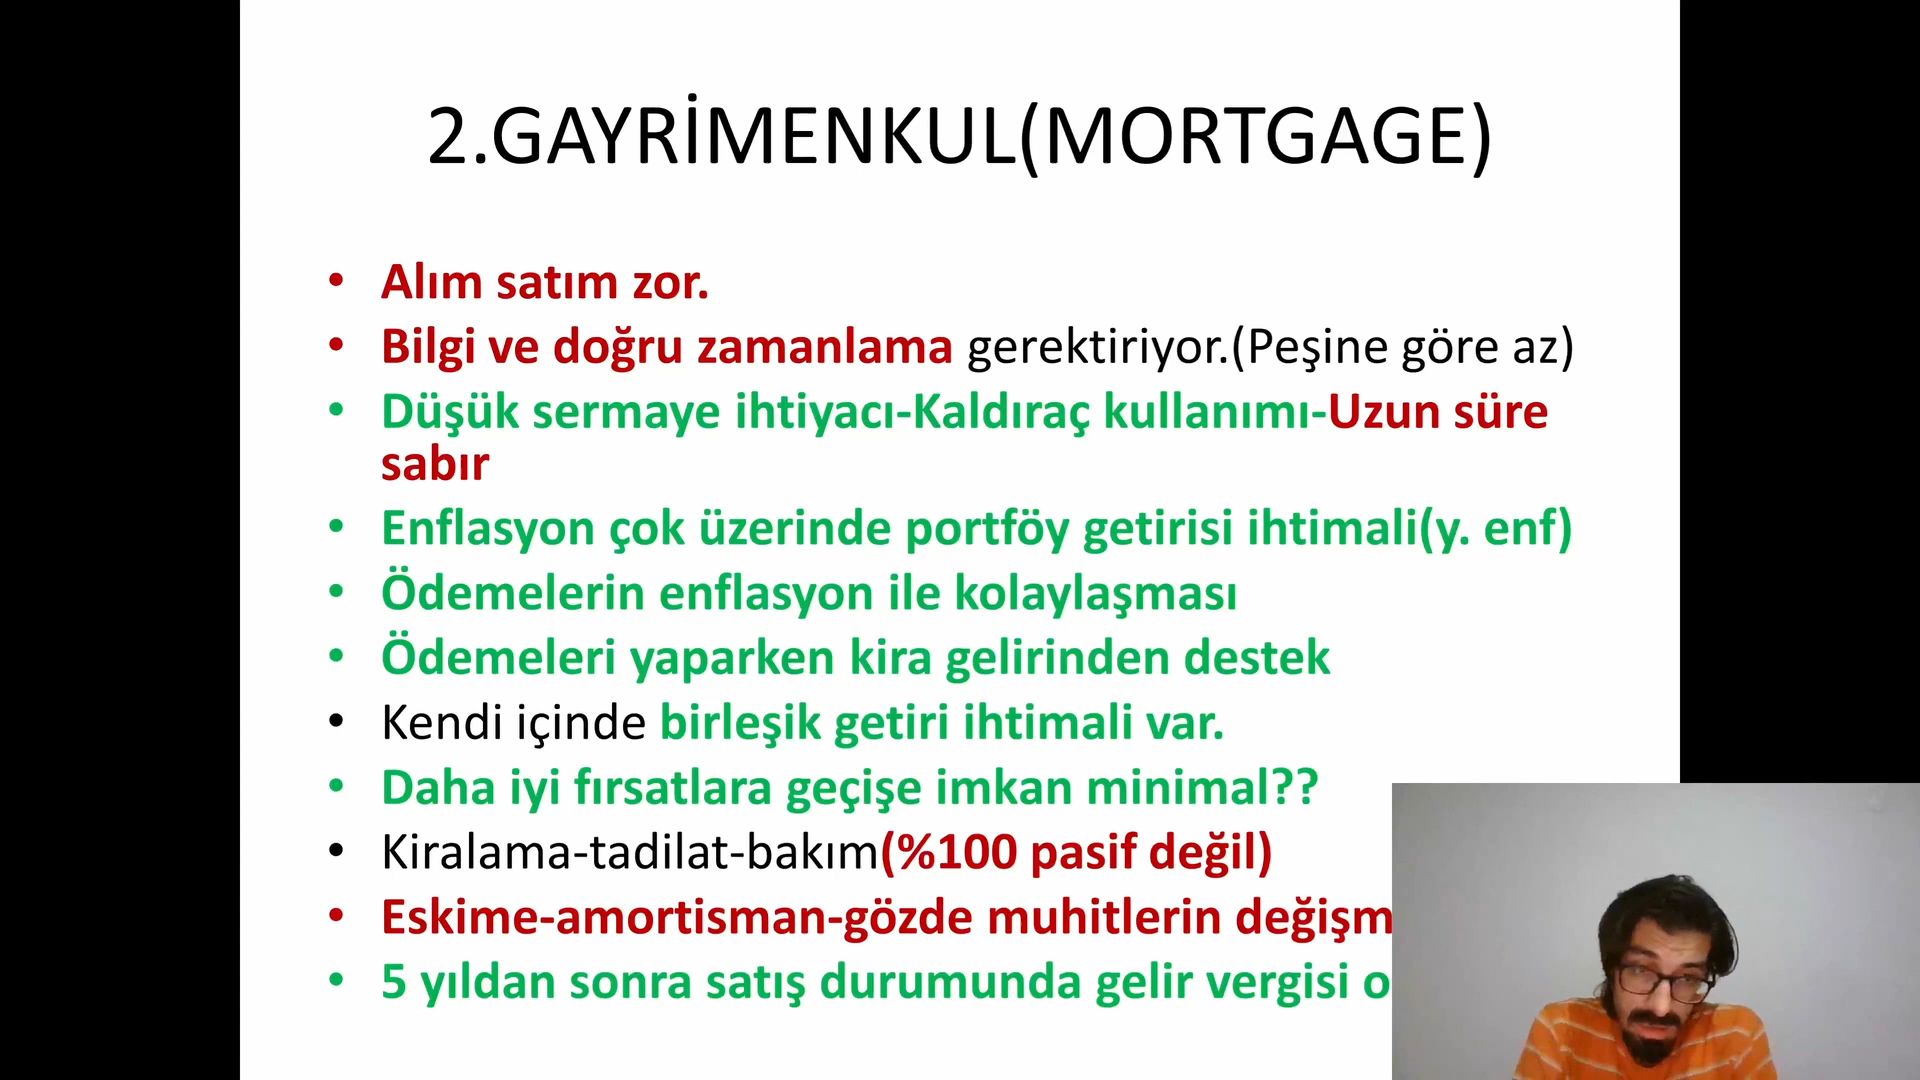 2.GAYRİMENKUL(MORTGAGE)
• Alım satım zor.
• Bilgi ve doğru zamanlama gerektiriyor.(Peşine göre az)
• Düşük sermaye ihtiyacı-Kaldıraç kullanımı-Uzun süre
sabır
• Enflasyon çok üzerinde portföy getirisi ihtimali(y. enf)
• Ödemelerin enflasyon ile kolaylaşması
• Ödemeleri yaparken kira gelirinden destek
• Kendi içinde birleşik getiri ihtimali var.
• Daha iyi fırsatlara geçişe imkan minimal??
• Kiralama-tadilat-bakım(%100 pasif değil)
• Eskime-amortisman-gözde muhitlerin
• 5 yıldan sonra satış durumunda gelir vergisi